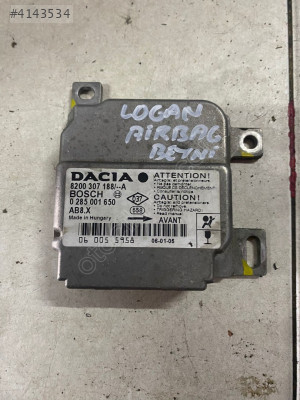 #4143534
LOGAN
AIRBAG
BEYNİ
DACIA
8200 307 188/--A
BOSCH
0 285 001 650
AB8.X
Made in Hungary
06 005 5958
ATTENTION!
CAUTION!
AVANT
06-01-05